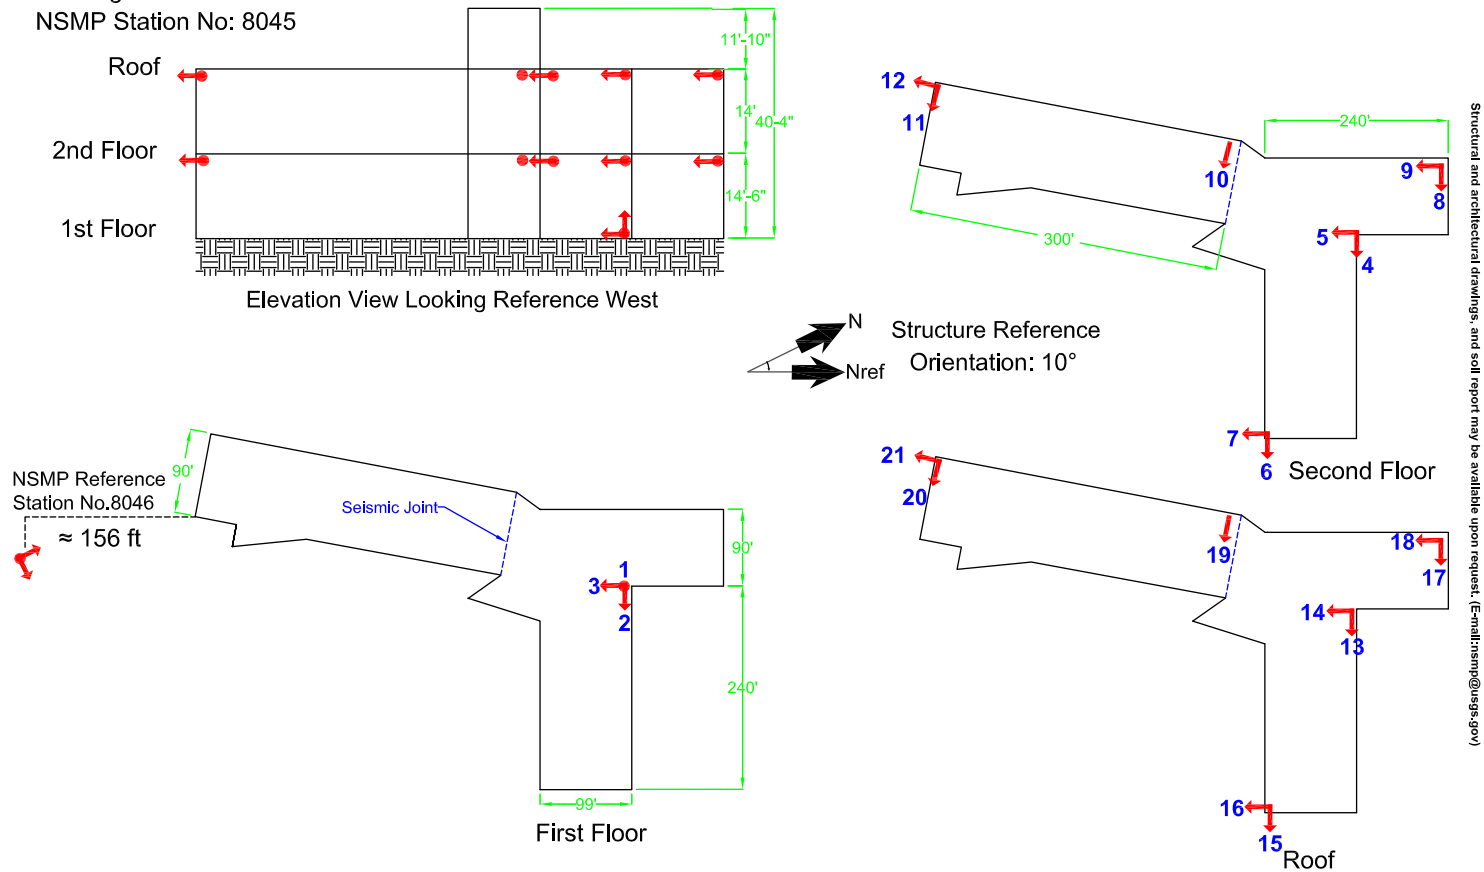 NSMP Station No: 8045
Roof
2nd Floor
1st Floor
11'-10"
14'
40-4"
14'-6"
Elevation View Looking Reference West
N
Nref
Structure Reference
Orientation: 10°
12
11
10
240'
9
8
5
4
300'
7
6
Second Floor
NSMP Reference
Station No.8046
≈ 156 ft
90'
Seismic Joint
1
3
2
90'
240'
99'
First Floor
21
20
19
18
17
14
13
16
15
Roof
Structural and architectural drawings, and soil report may be available upon request. (E-mail:nsmp@usgs.gov)